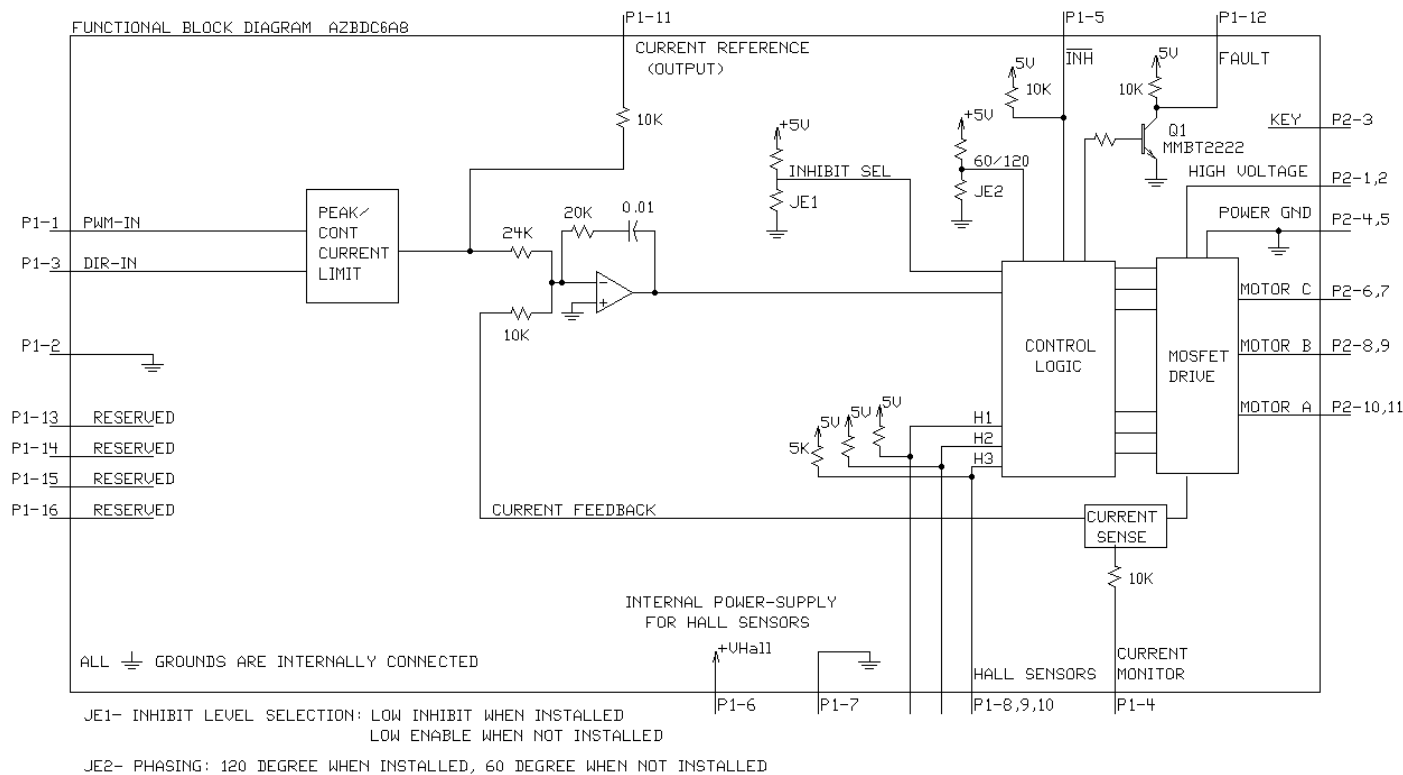 FUNCTIONAL BLOCK DIAGRAM AZBDC6A8
P1-11
P1-5
P1-12
CURRENT REFERENCE
(OUTPUT)
INH
FAULT
5V
10K
5V
10K
10K
+5V
+5V
KEY
P2-3
Q1
MMBT2222
INHIBIT SEL
60/120
HIGH VOLTAGE
P2-1,2
JE1
JE2
PEAK/
CONT
CURRENT
LIMIT
P1-1
PWM-IN
20K
0.01
POWER GND
P2-4,5
24K
P1-3
DIR-IN
-
+
MOTOR C
P2-6,7
10K
P1-2
CONTROL
LOGIC
MOSFET
DRIVE
MOTOR B
P2-8,9
MOTOR A
P2-10,11
P1-13
RESERVED
5V
5V
5V
H1
H2
H3
5K
P1-14
RESERVED
P1-15
RESERVED
P1-16
RESERVED
CURRENT FEEDBACK
CURRENT
SENSE
10K
INTERNAL POWER-SUPPLY
FOR HALL SENSORS
+VHall
ALL GROUNDS ARE INTERNALLY CONNECTED
HALL SENSORS
CURRENT
MONITOR
P1-6
P1-7
P1-8,9,10
P1-4
JE1- INHIBIT LEVEL SELECTION: LOW INHIBIT WHEN INSTALLED
LOW ENABLE WHEN NOT INSTALLED
JE2- PHASING: 120 DEGREE WHEN INSTALLED, 60 DEGREE WHEN NOT INSTALLED